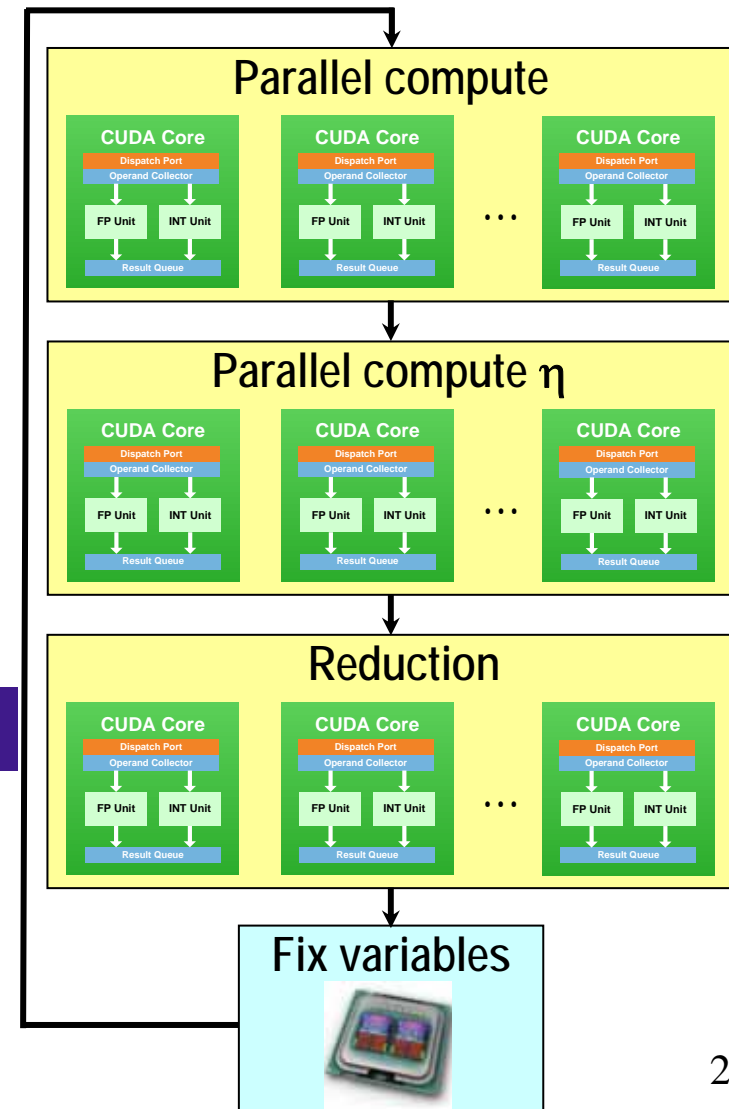 Parallel compute
CUDA Core CUDA Core CUDA Core
Dispatch Port Dispatch Port Dispatch Port
Operand Collector Operand Collector Operand Collector
FP Unit INT Unit FP Unit INT Unit ... FP Unit INT Unit
Result Queue Result Queue Result Queue
Parallel compute η
CUDA Core CUDA Core CUDA Core
Dispatch Port Dispatch Port Dispatch Port
Operand Collector Operand Collector Operand Collector
FP Unit INT Unit FP Unit INT Unit ... FP Unit INT Unit
Result Queue Result Queue Result Queue
Reduction
CUDA Core CUDA Core CUDA Core
Dispatch Port Dispatch Port Dispatch Port
Operand Collector Operand Collector Operand Collector
FP Unit INT Unit FP Unit INT Unit ... FP Unit INT Unit
Result Queue Result Queue Result Queue
Fix variables
2